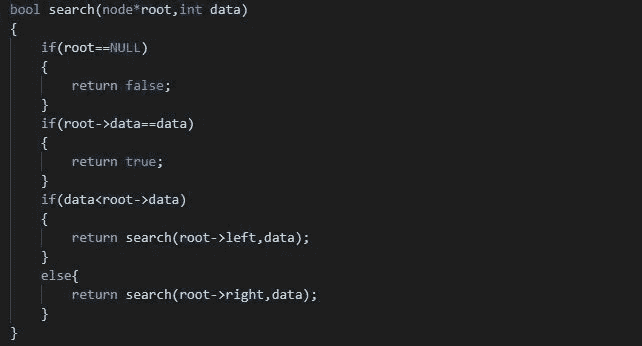 bool search(node*root,int data)
{
    if(root==NULL)
    {
        return false;
    }
    if(root->data==data)
    {
        return true;
    }
    if(data<root->data)
    {
        return search(root->left,data);
    }
    else{
        return search(root->right,data);
    }
}